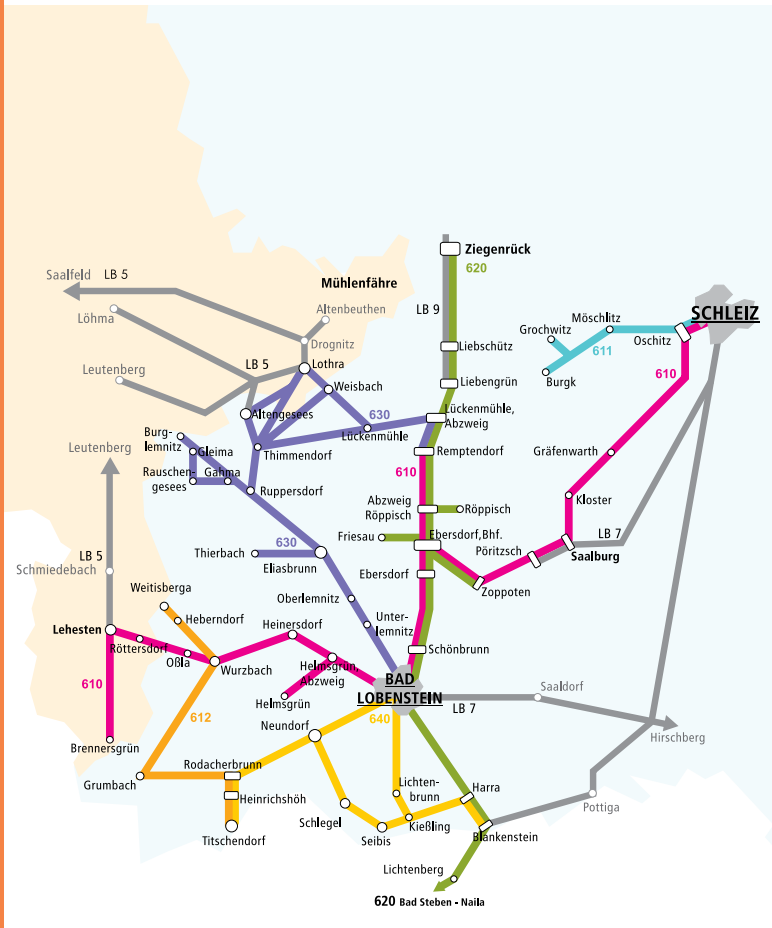 Ziegenrück
620
Saalfeld
LB 5
Mühlenfähre
Löhma
Altenbeuthen
LB 9
SCHLEIZ
Möschlitz
Grochwitz
Oschitz
611
Drognitz
Liebschütz
Leutenberg
LB 5
Lothra
Burgk
610
Weisbach
Liebengrün
Altengesees
630
Lückenmühle,
Abzweig
Burg-
lemnitz
Lückenmühle
Leutenberg
Gleima
Thimmendorf
Remptendorf
Gräfenwarth
Rauschen-
gesees
Gahma
610
Ruppersdorf
Kloster
Abzweig
Röppisch
Röppisch
LB 7
Friesau
Ebersdorf,Bhf.
630
Pöritzsch
Saalburg
LB 5
Thierbach
Eliasbrunn
Schmiedebach
Ebersdorf
Zoppoten
Weitisberga
Oberlemnitz
Heberndorf
Heinersdorf
Unter-
lemnitz
Lehesten
Röttersdorf
Schönbrunn
Oßla
Wurzbach
Helmsgrün,
Abzweig
610
BAD
LOBENSTEIN
Saaldorf
Helmsgrün
LB 7
612
640
Neundorf
Hirschberg
Brennersgrün
Rodacherbrunn
Grumbach
Lichten-
brunn
Harra
Heinrichshöh
Pottiga
Schlegel
Kießling
Titschendorf
Seibis
Blankenstein
Lichtenberg
620 Bad Steben - Naila